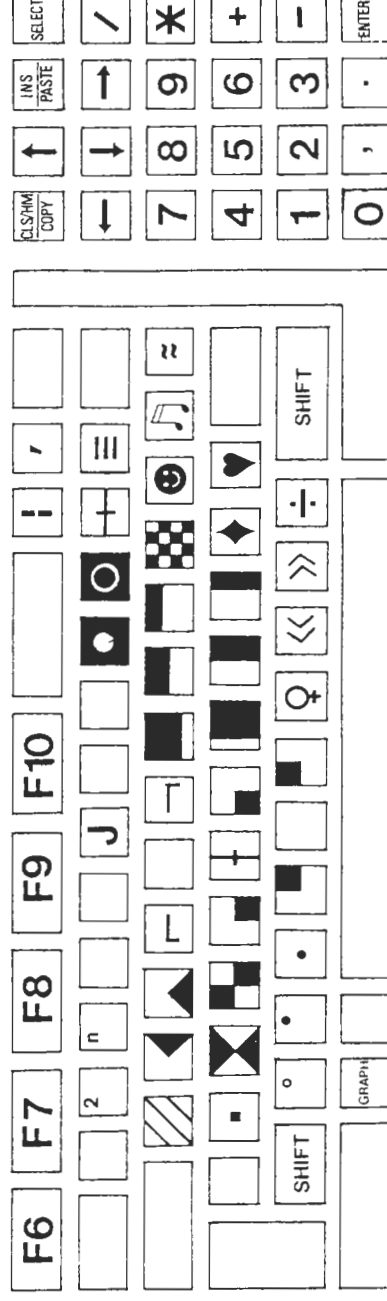 F6 F7 F8 F9 F10 CLS/HM COPY INS PASTE SELECT
2 n J ≡ /
7 8 9 *
4 5 6 +
SHIFT ♀ « » ÷ SHIFT 1 2 3 -
GRAPH 0 , . ENTER